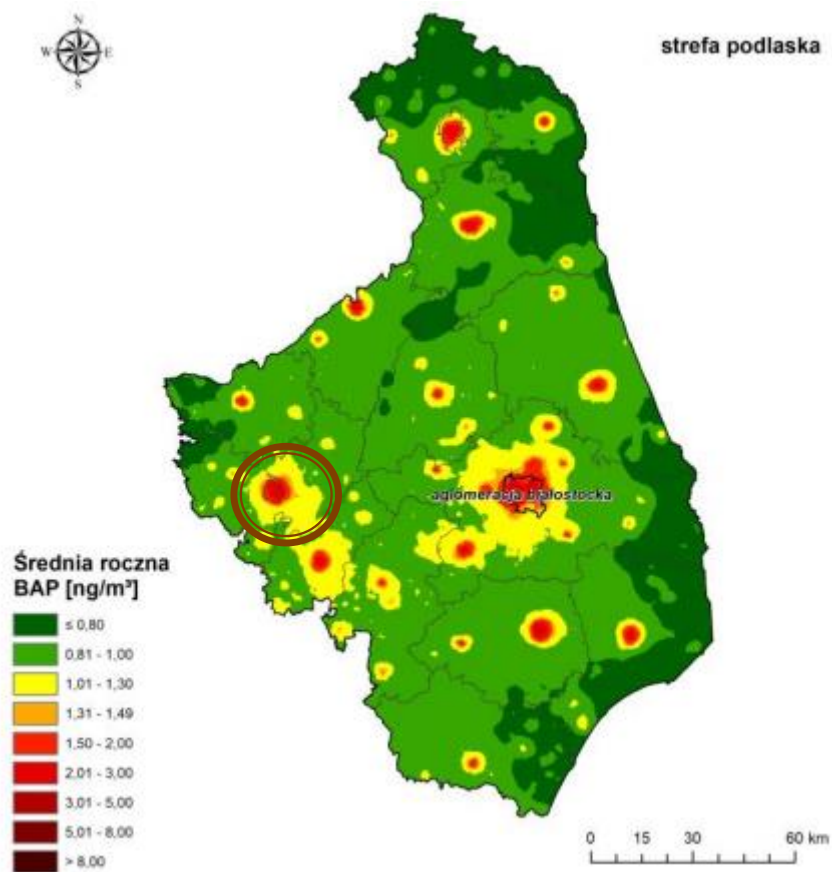 N
W E
S
strefa podlaska
aglomeracja białostocka
Średnia roczna
BAP [ng/m³]
≤ 0,80
0,81 - 1,00
1,01 - 1,30
1,31 - 1,49
1,50 - 2,00
2,01 - 3,00
3,01 - 5,00
5,01 - 8,00
> 8,00
0 15 30 60 km